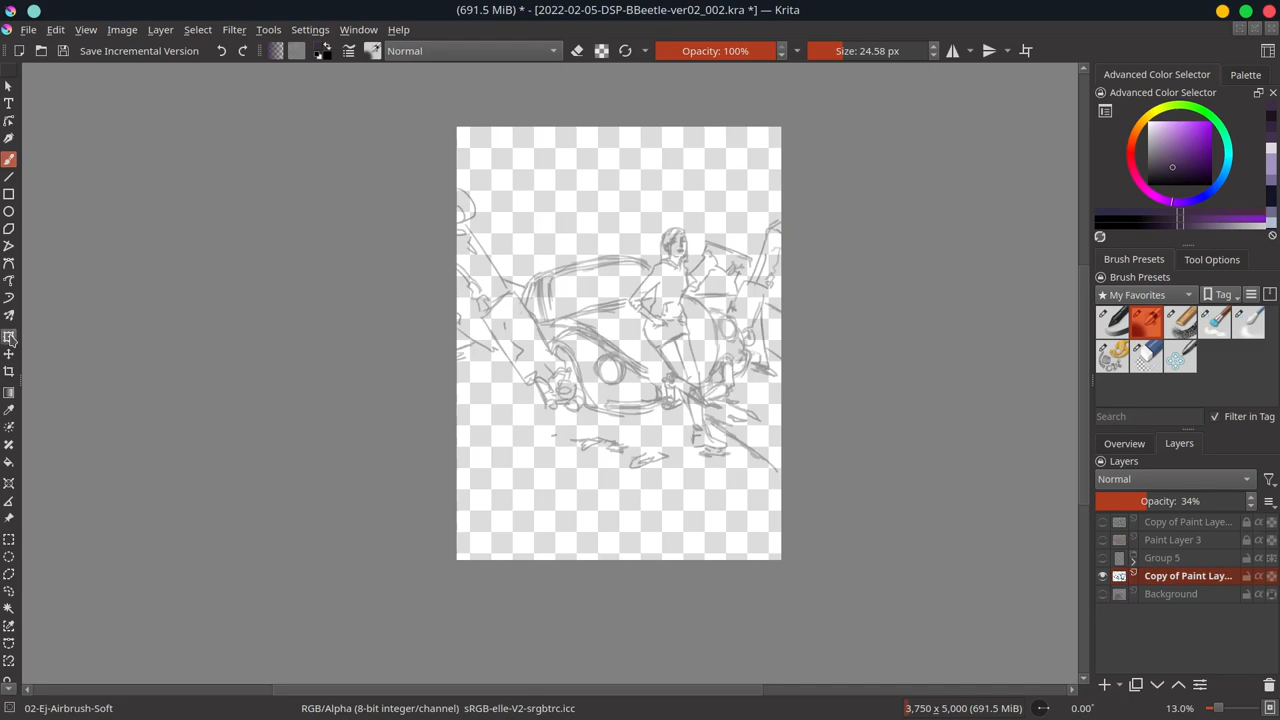 (691.5 MiB) * - [2022-02-05-DSP-BBeetle-ver02_002.kra *] — Krita
File Edit View Image Layer Select Filter Tools Settings Window Help
Save Incremental Version Normal Opacity: 100% Size: 24.58 px
Advanced Color Selector Palette
Advanced Color Selector
Brush Presets Tool Options
Brush Presets
★ My Favorites Tag
Search Filter in Tag
Overview Layers
Layers
Normal
Opacity: 34%
Copy of Paint Laye...
Paint Layer 3
Group 5
Copy of Paint Lay...
Background
02-Ej-Airbrush-Soft RGB/Alpha (8-bit integer/channel) sRGB-elle-V2-srgbtrc.icc 3,750 x 5,000 (691.5 MiB) 0.00° 13.0%